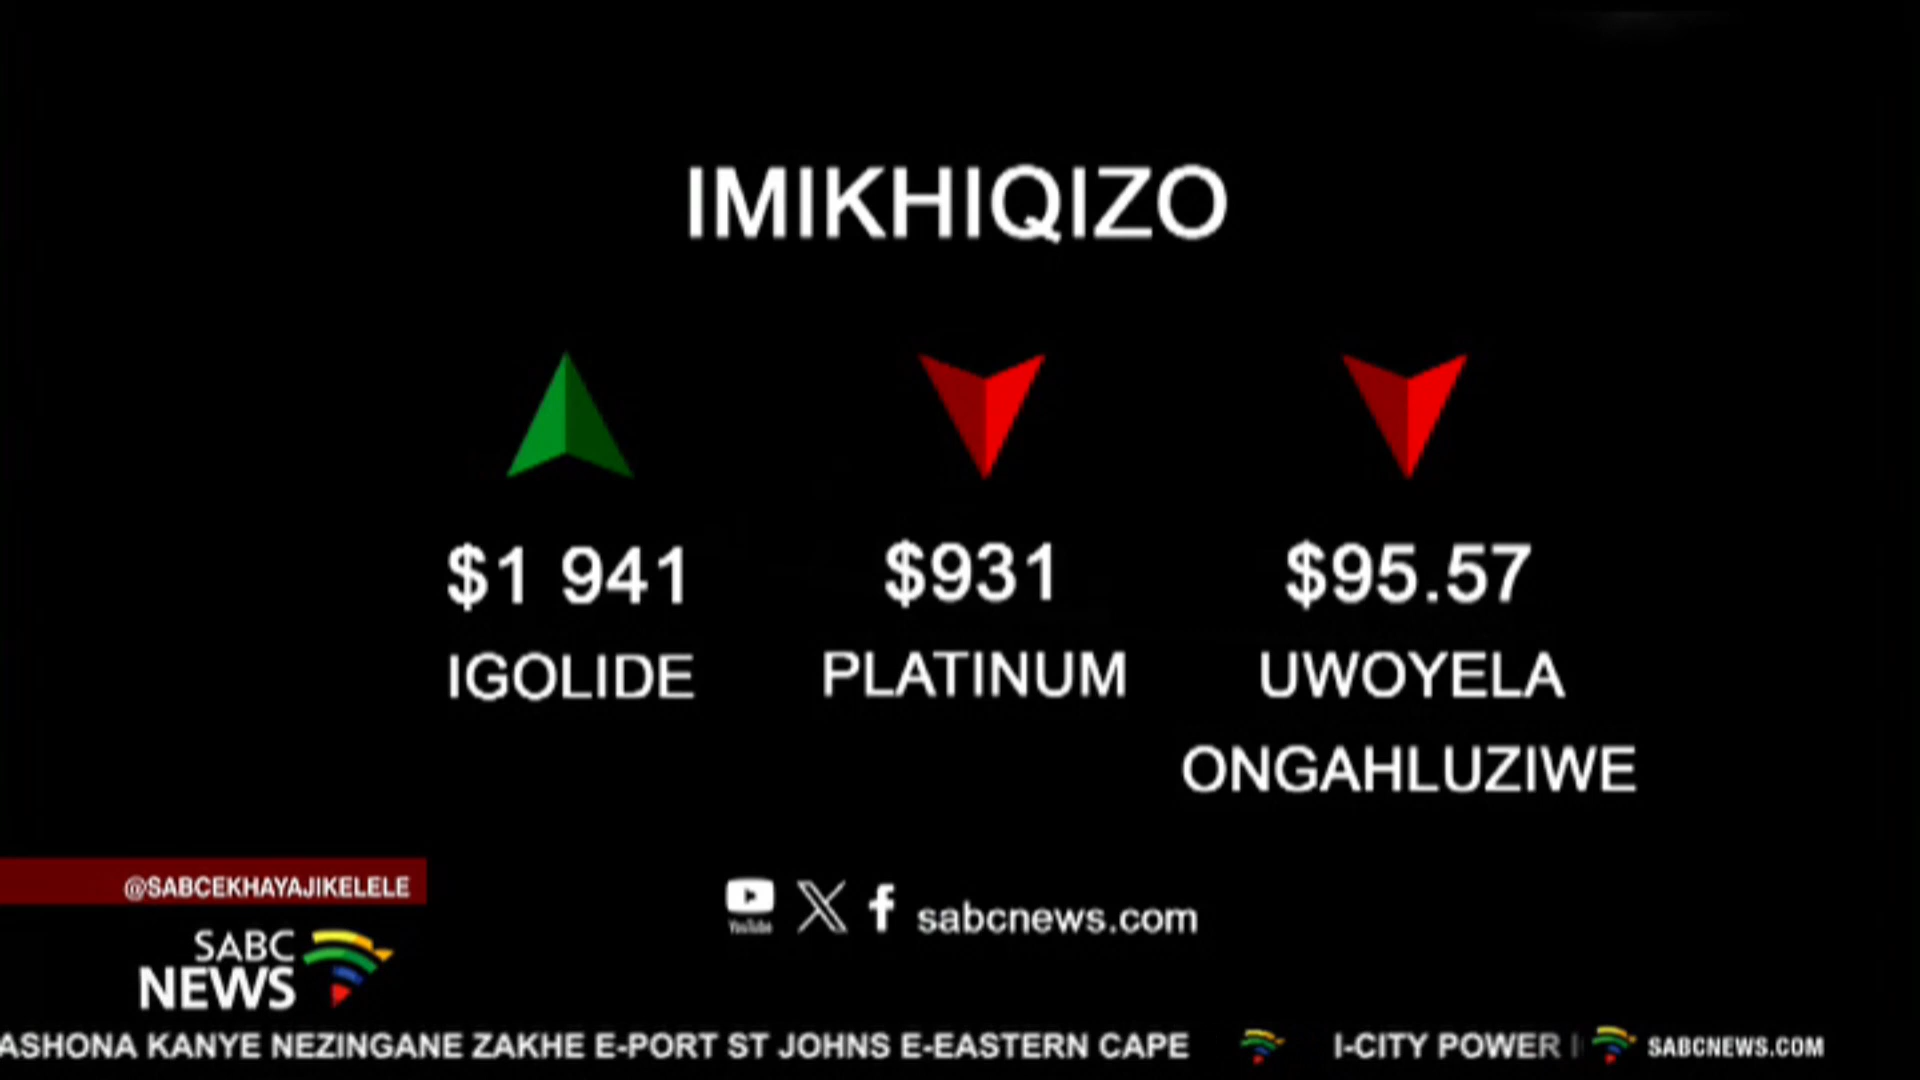 IMIKHIQIZO
$1 941
$931
$95.57
IGOLIDE
PLATINUM
UWOYELA
ONGAHLUZIWE
@SABCEKHAYAJIKELELE
YouTube
sabcnews.com
SABC
NEWS
ASHONA KANYE NEZINGANE ZAKHE E-PORT ST JOHNS E-EASTERN CAPE
I-CITY POWER
SABCNEWS.COM